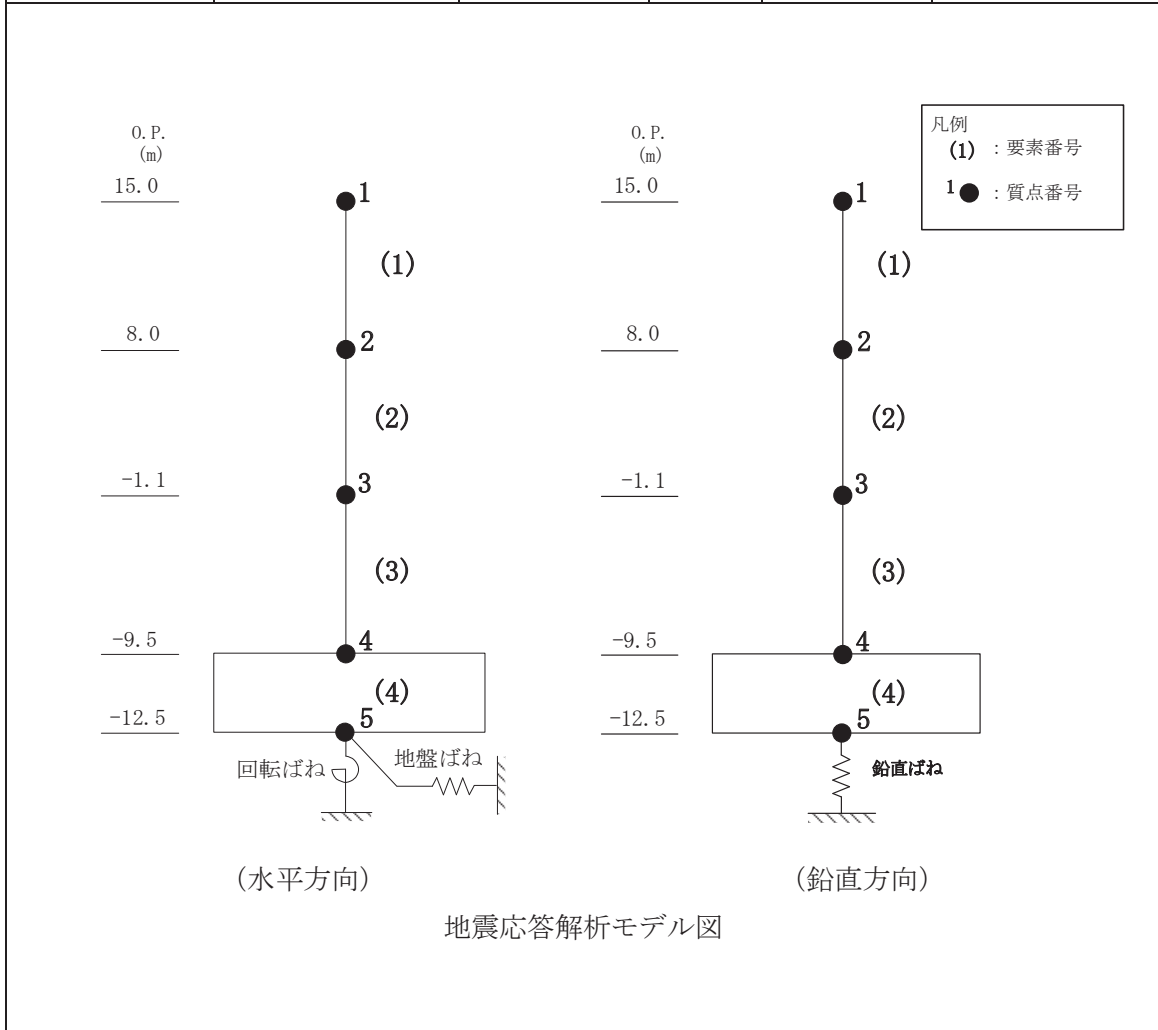 O.P.
(m)
15.0
1
(1)
8.0
2
(2)
-1.1
3
(3)
-9.5
4
(4)
-12.5
5
回転ばね
地盤ばね
(水平方向)
O.P.
(m)
15.0
1
(1)
8.0
2
(2)
-1.1
3
(3)
-9.5
4
(4)
-12.5
5
鉛直ばね
(鉛直方向)
凡例
(1) : 要素番号
1 : 質点番号
地震応答解析モデル図